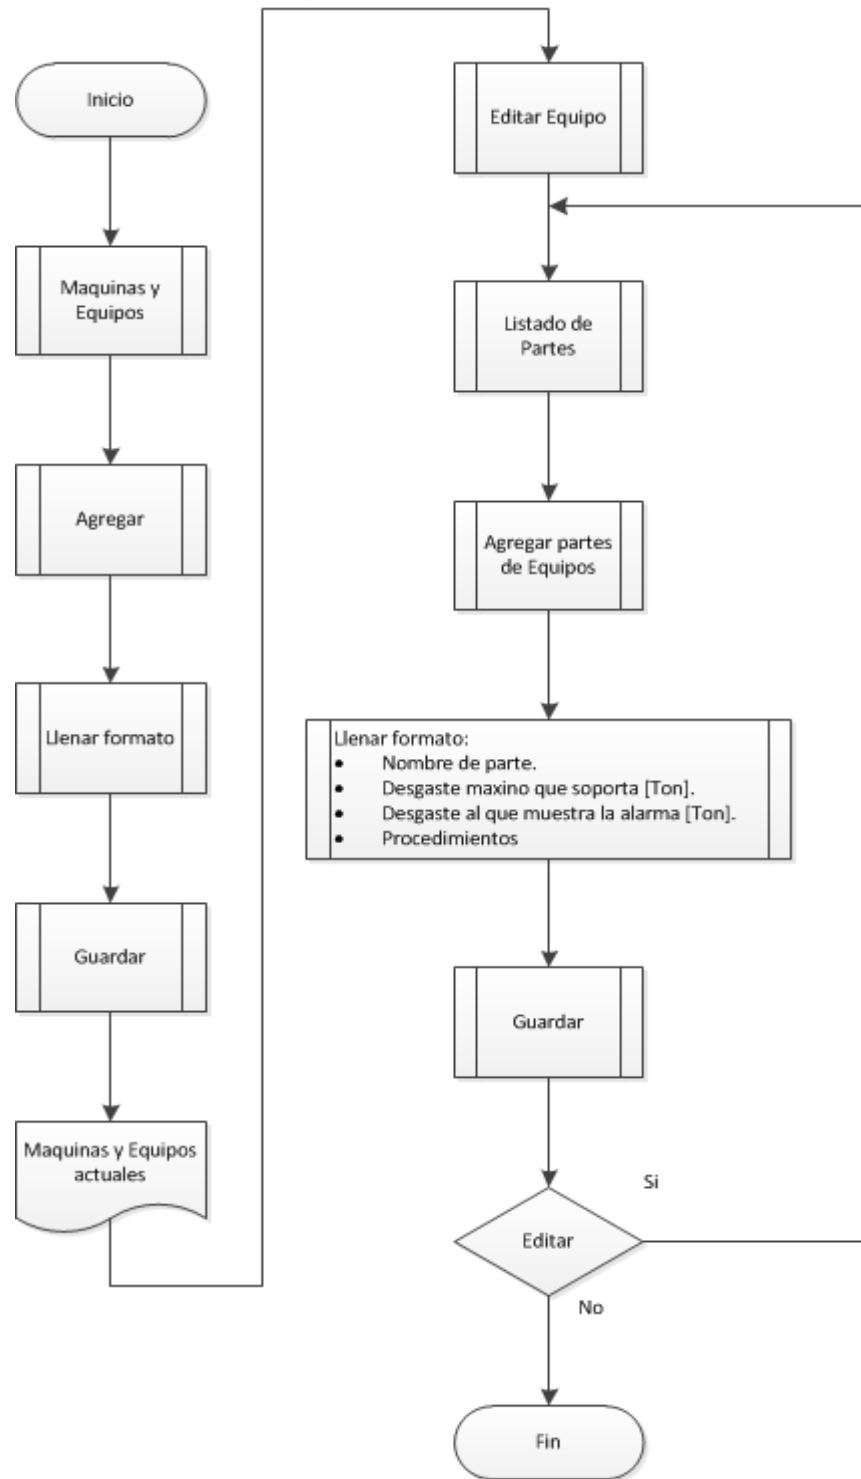 Inicio
Maquinas y
Equipos
Agregar
Llenar formato
Guardar
Maquinas y Equipos
actuales
Editar Equipo
Listado de
Partes
Agregar partes
de Equipos
Llenar formato:
• Nombre de parte.
• Desgaste maxino que soporta [Ton].
• Desgaste al que muestra la alarma [Ton].
• Procedimientos
Guardar
Si
Editar
No
Fin